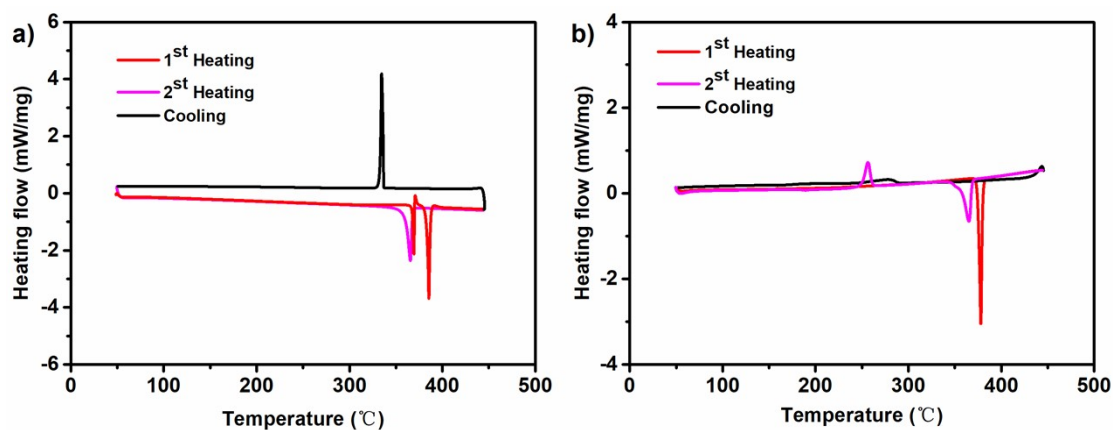 a)
1st Heating
2st Heating
Cooling
Heating flow (mW/mg)
6
4
2
0
-2
-4
-6
0 100 200 300 400 500
Temperature (℃)
b)
1st Heating
2st Heating
Cooling
Heating flow (mW/mg)
4
2
0
-2
-4
0 100 200 300 400 500
Temperature (℃)